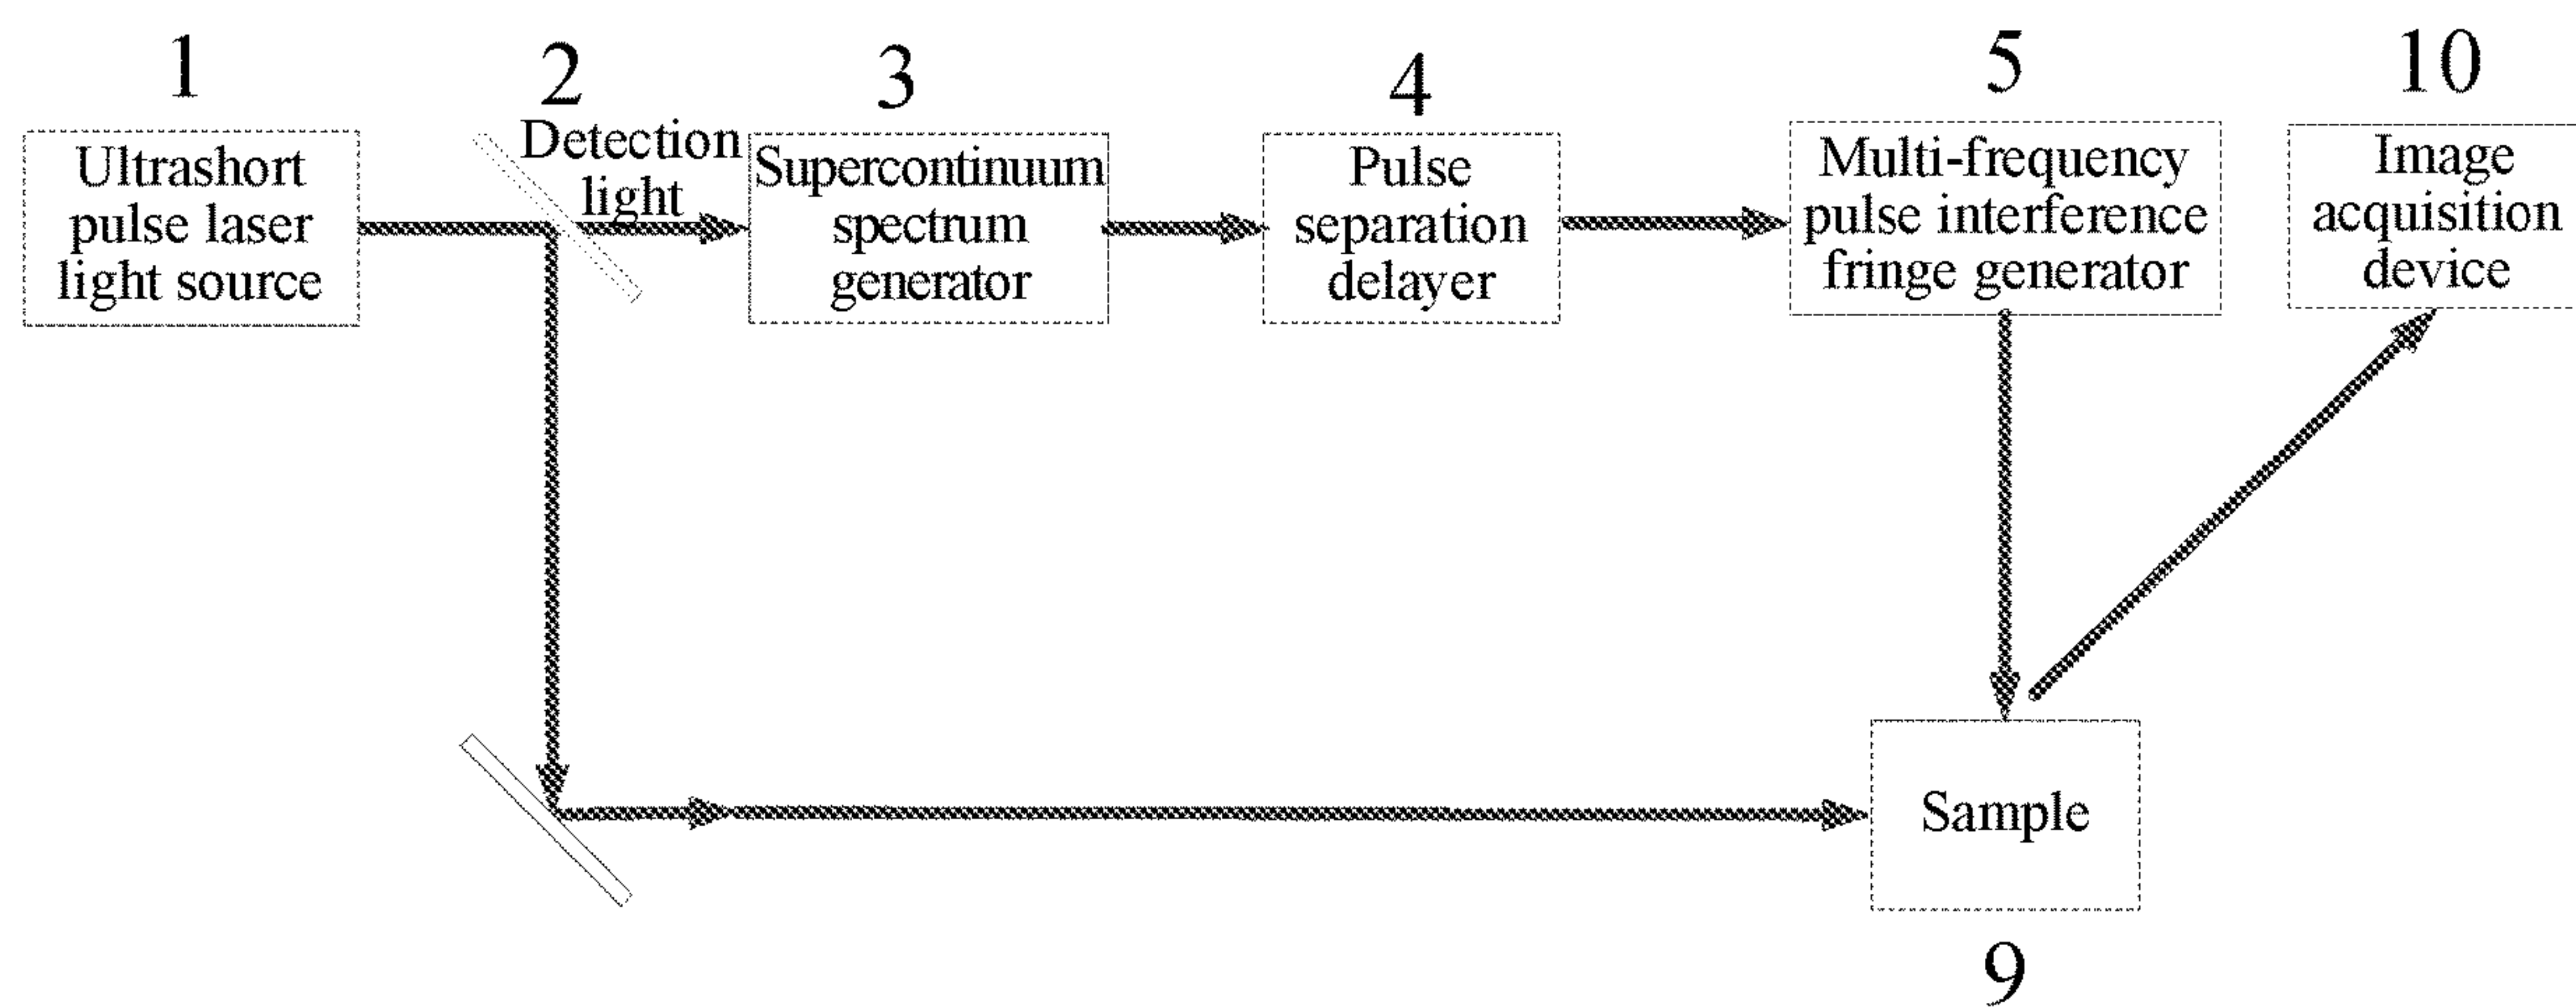 1
Ultrashort
pulse laser
light source
2
Detection
light
3
Supercontinuum
spectrum
generator
4
Pulse
separation
delayer
5
Multi-frequency
pulse interference
fringe generator
10
Image
acquisition
device
Sample
9